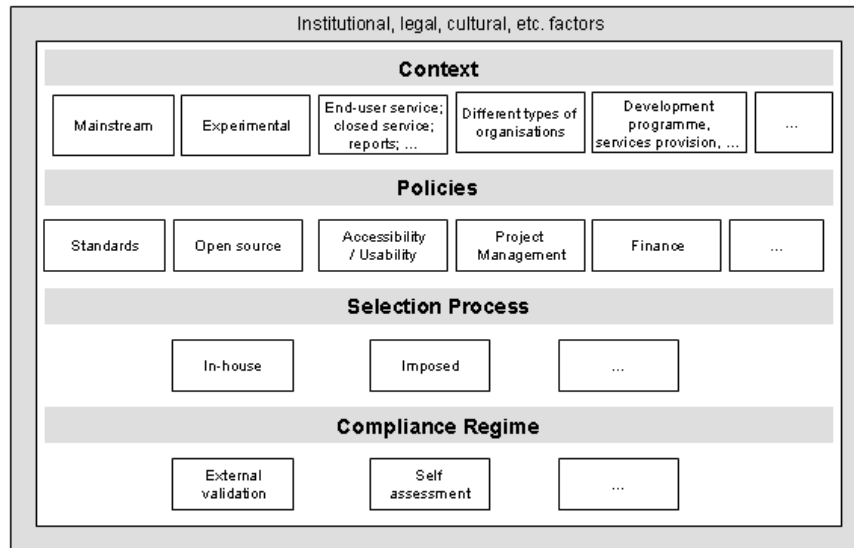 Institutional, legal, cultural, etc. factors
Context
Mainstream
Experimental
End-user service;
closed service;
reports; ...
Different types of
organisations
Development
programme,
services provision, ...
...
Policies
Standards
Open source
Accessibility
/ Usability
Project
Management
Finance
...
Selection Process
In-house
Imposed
...
Compliance Regime
External
validation
Self
assessment
...